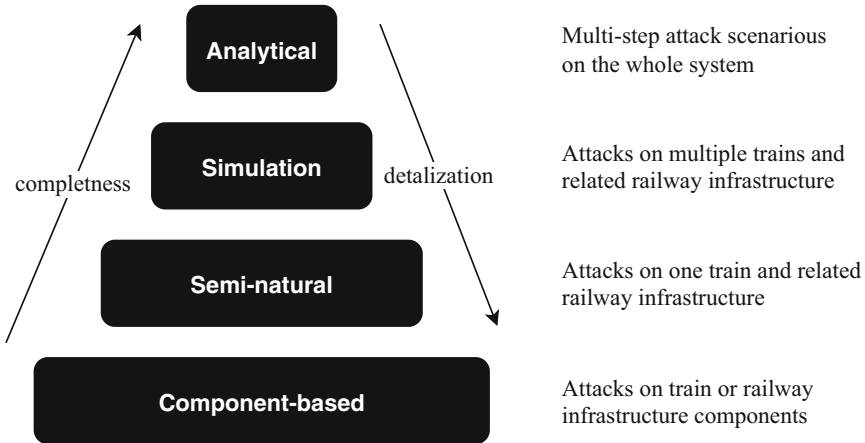 Analytical
Multi-step attack scenarious
on the whole system
Simulation
Attacks on multiple trains and
related railway infrastructure
completness
detalization
Semi-natural
Attacks on one train and related
railway infrastructure
Component-based
Attacks on train or railway
infrastructure components